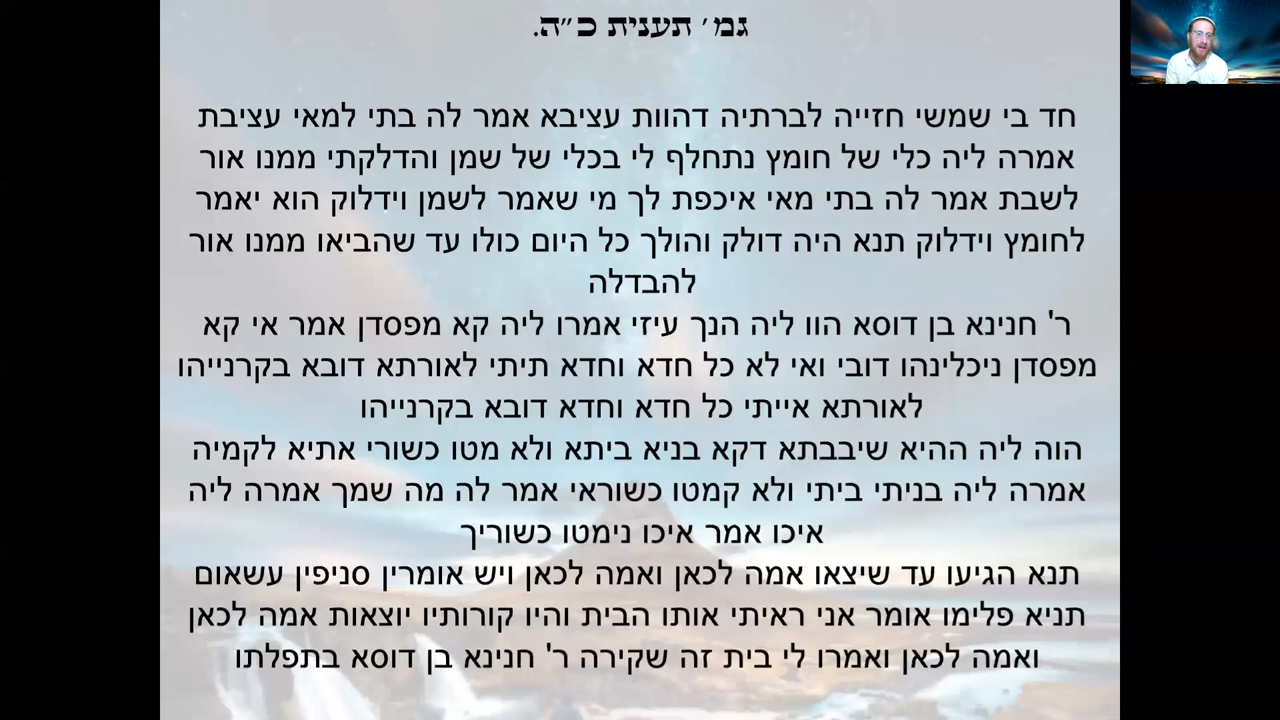 גמ׳ תענית כ״ה.
חד בי שמשי חזייה לברתיה דהוות עציבא אמר לה בתי למאי עציבת
אמרה ליה כלי של חומץ נתחלף לי בכלי של שמן והדלקתי ממנו אור
לשבת אמר לה בתי מאי איכפת לך מי שאמר לשמן וידלוק הוא יאמר
לחומץ וידלוק תנא היה דולק והולך כל היום כולו עד שהביאו ממנו אור
להבדלה
ר' חנינא בן דוסא הוו ליה הנך עיזי אמרו ליה קא מפסדן אמר אי קא
מפסדן ניכלינהו דובי ואי לא כל חדא וחדא תיתי לאורתא דובא בקרנייהו
לאורתא אייתי כל חדא וחדא דובא בקרנייהו
הוה ליה ההיא שיבבתא דקא בניא ביתא ולא מטו כשורי אתיא לקמיה
אמרה ליה בניתי ביתי ולא קמטו כשוראי אמר לה מה שמך אמרה ליה
איכו אמר איכו נימטו כשוריך
תנא הגיעו עד שיצאו אמה לכאן ואמה לכאן ויש אומרין סניפין עשאום
תניא פלימו אומר אני ראיתי אותו הבית והיו קורותיו יוצאות אמה לכאן
ואמה לכאן ואמרו לי בית זה שקירה ר' חנינא בן דוסא בתפלתו